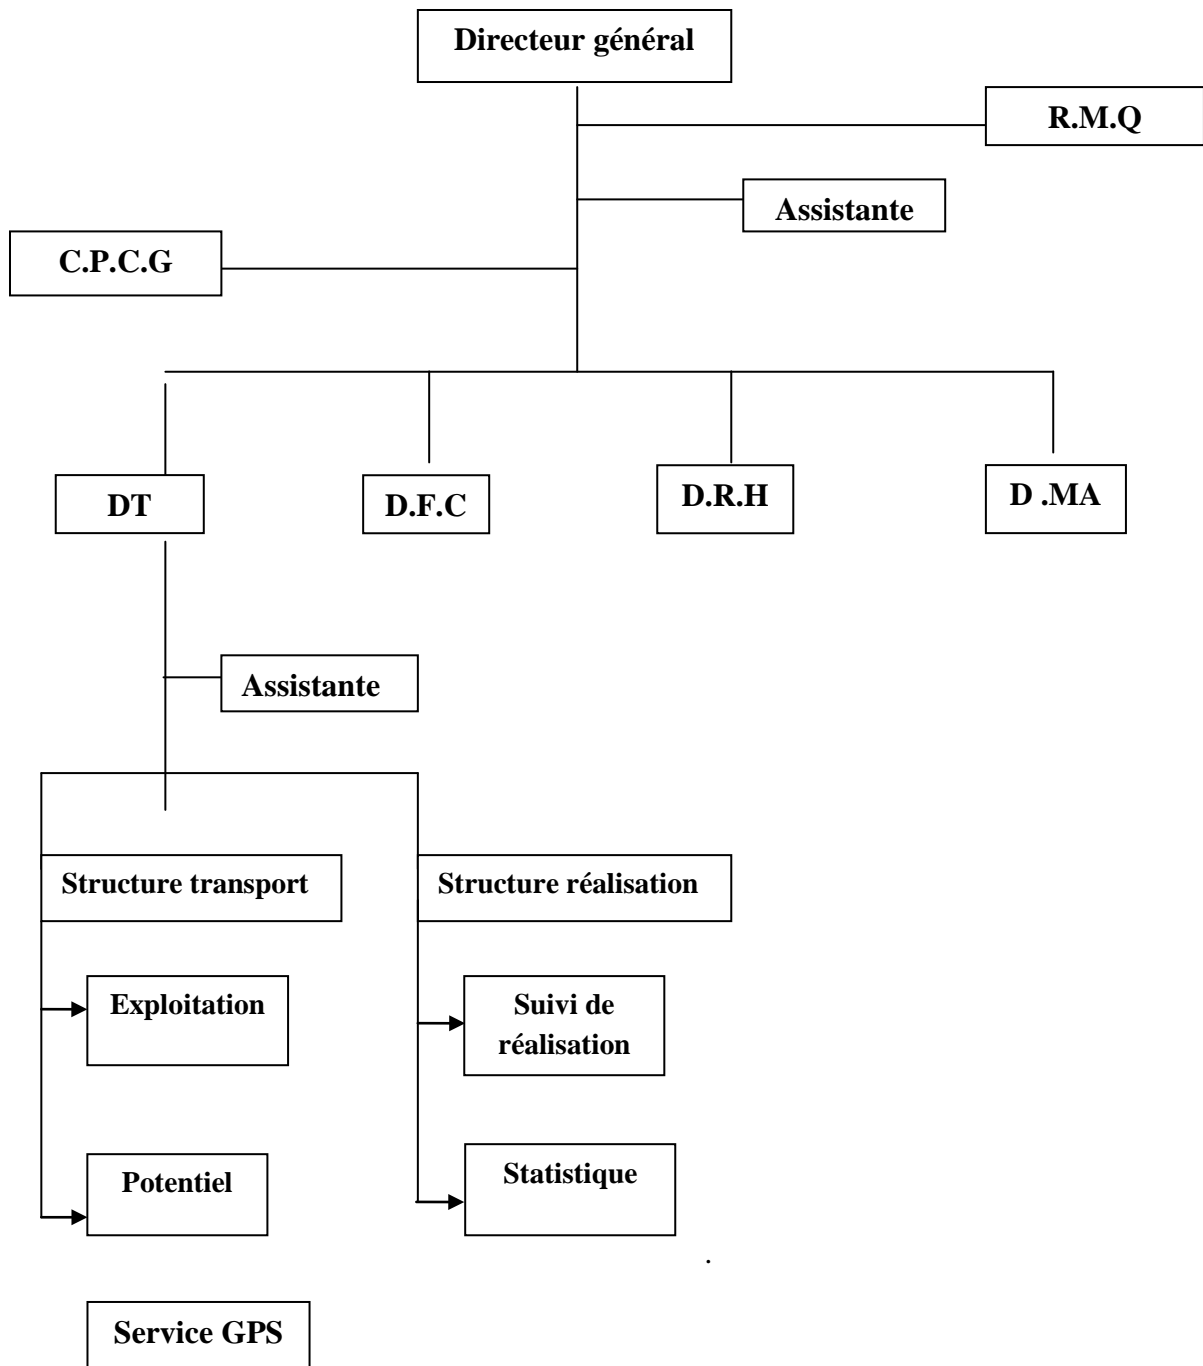 Directeur général
R.M.Q
Assistante
C.P.C.G
DT
D.F.C
D.R.H
D .MA
Assistante
Structure transport
Structure réalisation
Exploitation
Suivi de
réalisation
Potentiel
Statistique
.
Service GPS